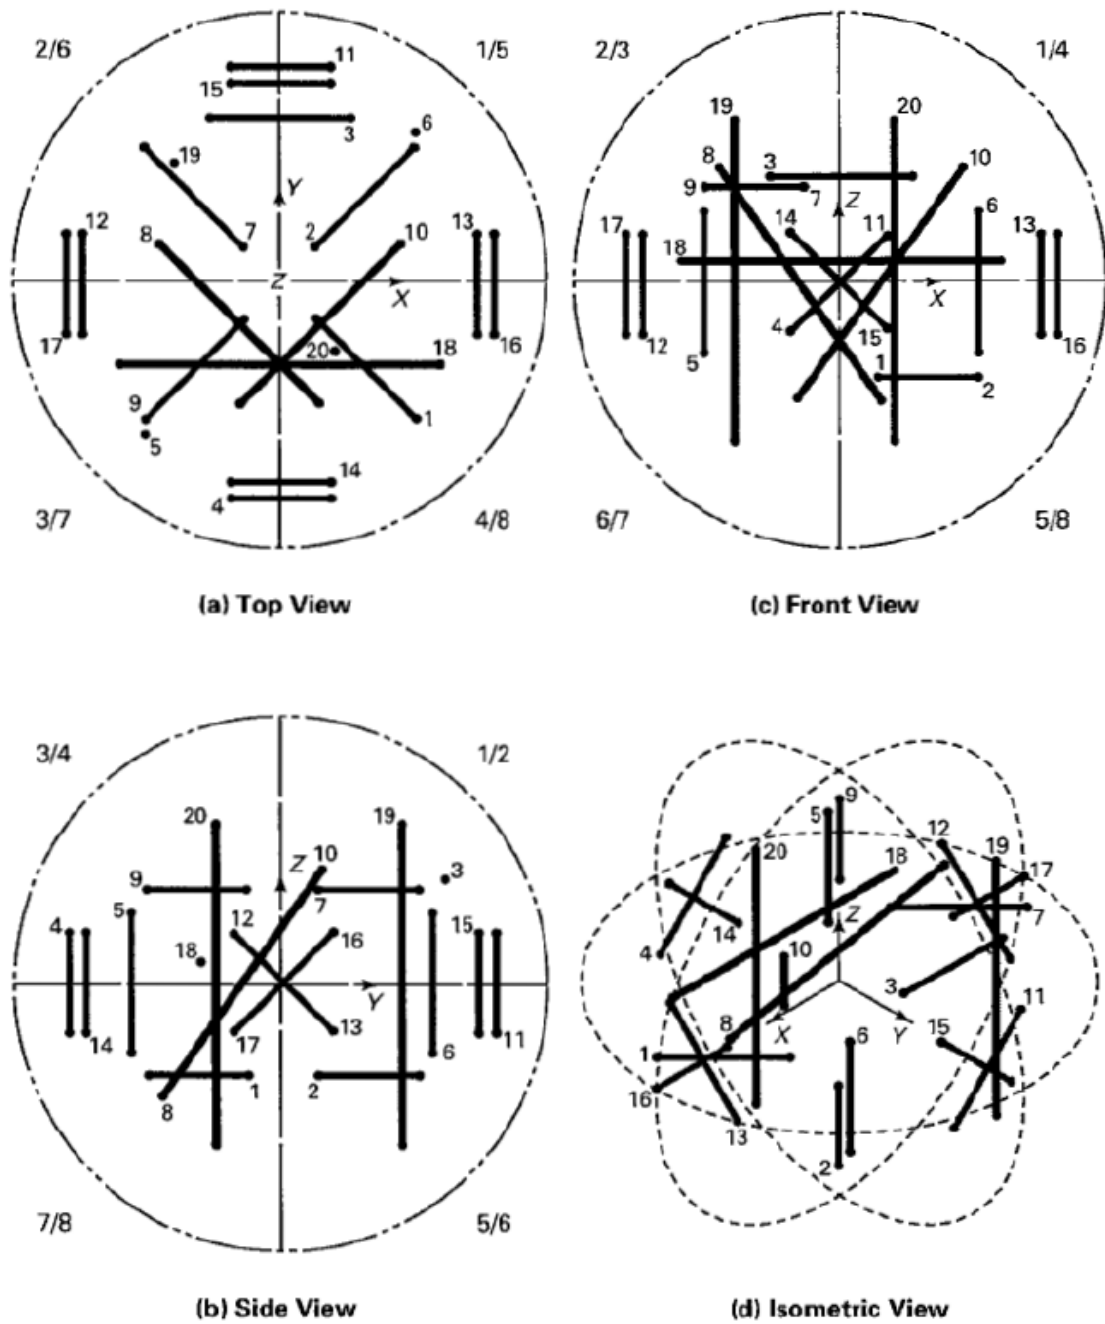 2/6 1/5 2/3 1/4
11
15
3
6
19
Y
7 2
12 13
8 10
Z
X
17 16
20 18
9 1
5
14
4
3/7 4/8
19 20
8 3 10
9 7 Z
17 14 11 6 13
18
X
4 15
12 16
5 1
2
6/7 5/8
(a) Top View (c) Front View
3/4 1/2
20 19
10
Z 3
9 7
5
4 12 16 15
18
Y
14 17 13 11
6
1 2
8
7/8 5/6
9
5 12
20 19
18 17
Z
7
14
4 10
3
11
X Y
8 6 15
1
16
13
2
(b) Side View (d) Isometric View